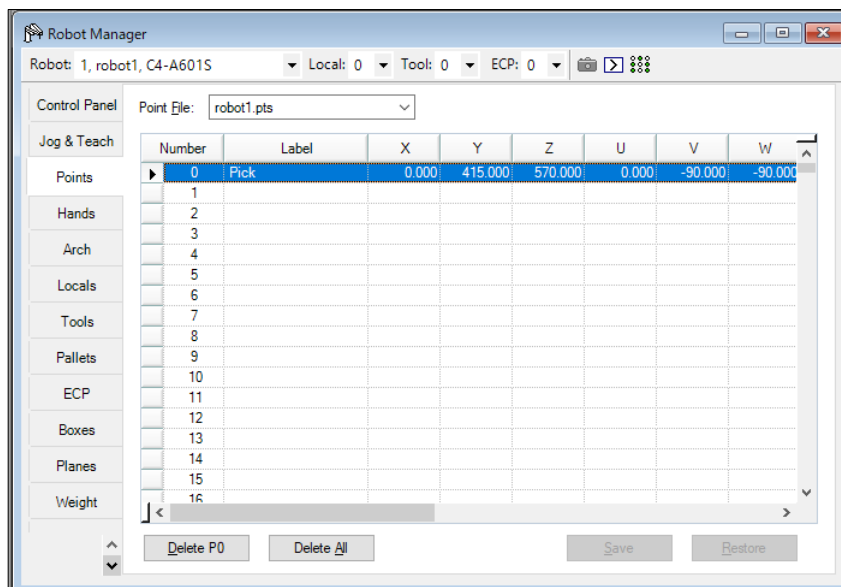 Robot Manager
Robot: 1, robot1, C4-A601S Local: 0 Tool: 0 ECP: 0
Control Panel
Jog & Teach
Points
Hands
Arch
Locals
Tools
Pallets
ECP
Boxes
Planes
Weight
Point File: robot1.pts
Number Label X Y Z U V W
0 Pick 0.000 415.000 570.000 0.000 -90.000 -90.000
1
2
3
4
5
6
7
8
9
10
11
12
13
14
15
16
Delete P0 Delete All Save Restore